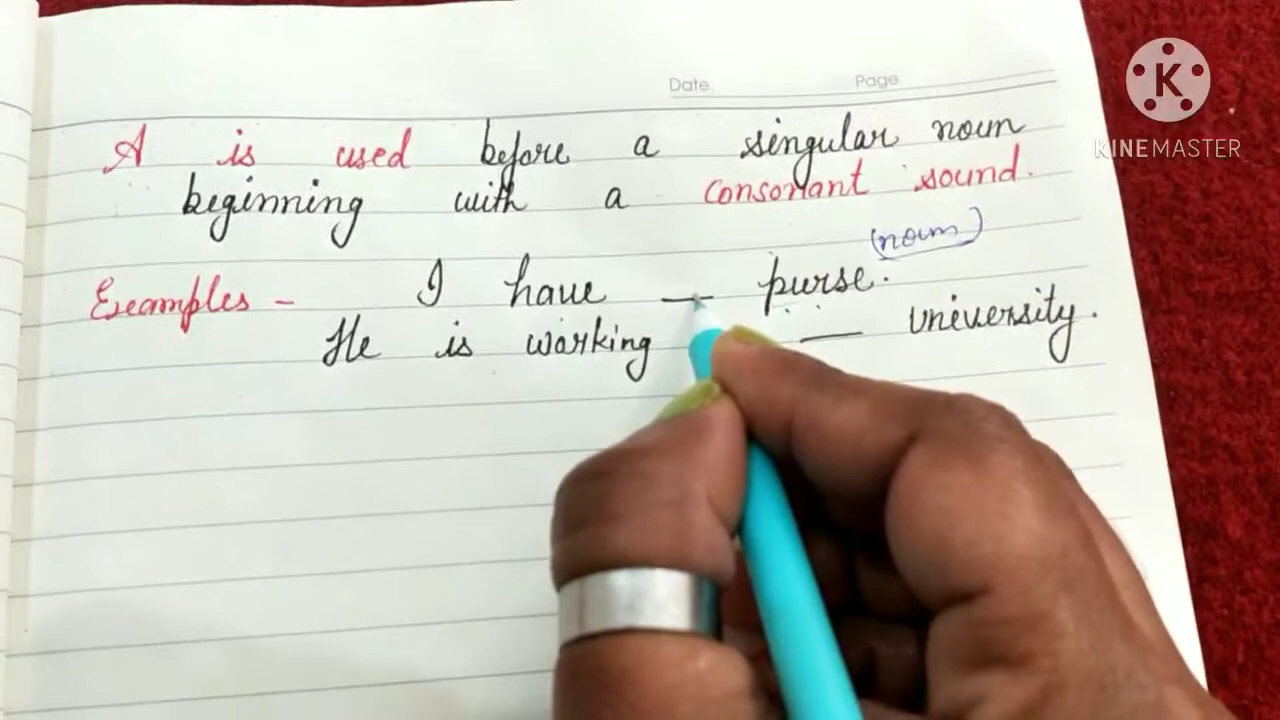 Date. Page
K
KINEMASTER
A is used before a singular noun
beginning with a consonant sound.
(noun)
Examples - I have __ purse.
He is working __ university.